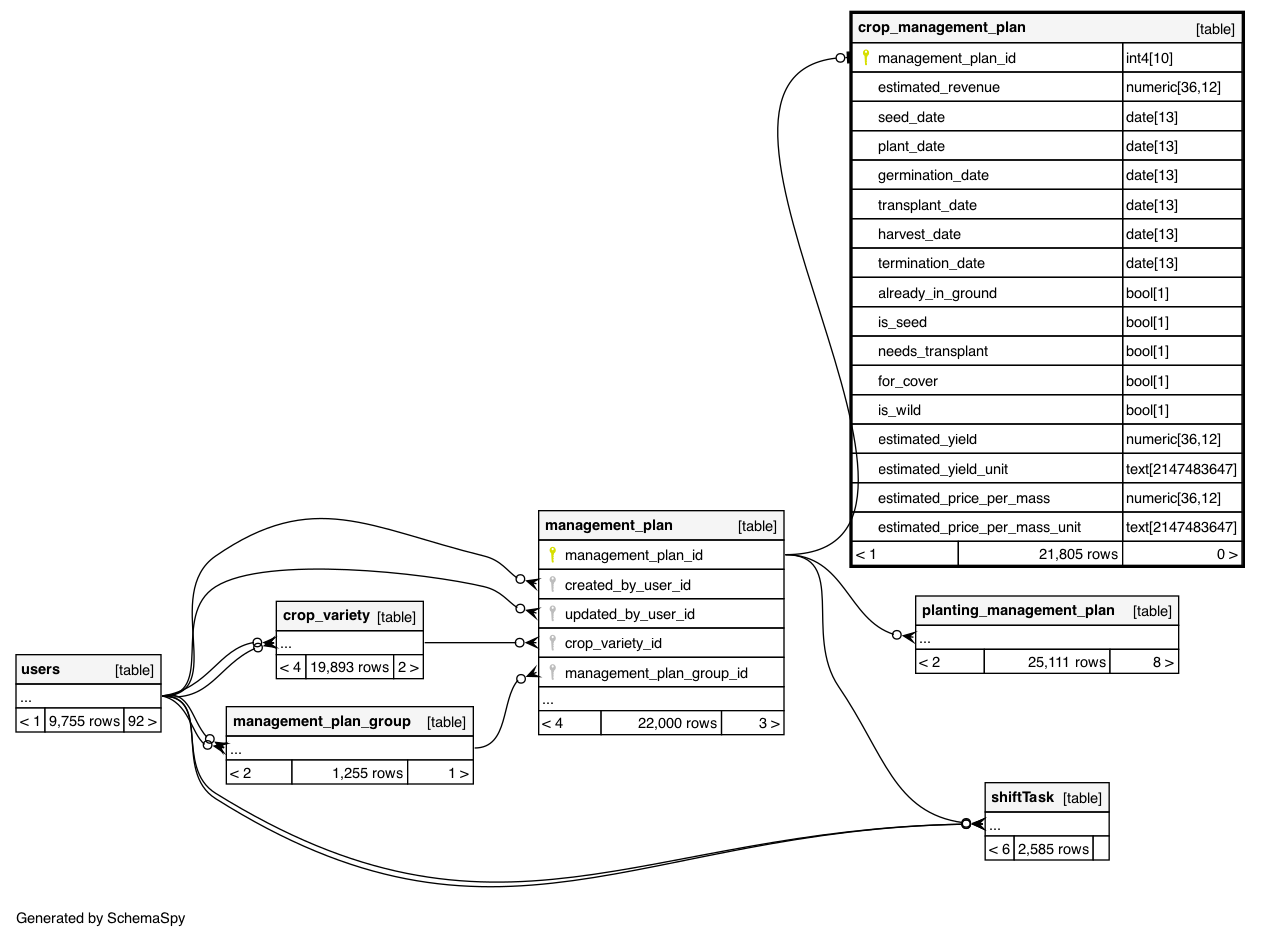 crop_management_plan [table]
management_plan_id int4[10]
estimated_revenue numeric[36,12]
seed_date date[13]
plant_date date[13]
germination_date date[13]
transplant_date date[13]
harvest_date date[13]
termination_date date[13]
already_in_ground bool[1]
is_seed bool[1]
needs_transplant bool[1]
for_cover bool[1]
is_wild bool[1]
estimated_yield numeric[36,12]
estimated_yield_unit text[2147483647]
estimated_price_per_mass numeric[36,12]
estimated_price_per_mass_unit text[2147483647]
< 1 21,805 rows 0 >
management_plan [table]
management_plan_id
created_by_user_id
updated_by_user_id
crop_variety_id
management_plan_group_id
...
< 4 22,000 rows 3 >
crop_variety [table]
...
< 4 19,893 rows 2 >
planting_management_plan [table]
...
< 2 25,111 rows 8 >
users [table]
...
< 1 9,755 rows 92 >
management_plan_group [table]
...
< 2 1,255 rows 1 >
shiftTask [table]
...
< 6 2,585 rows
Generated by SchemaSpy